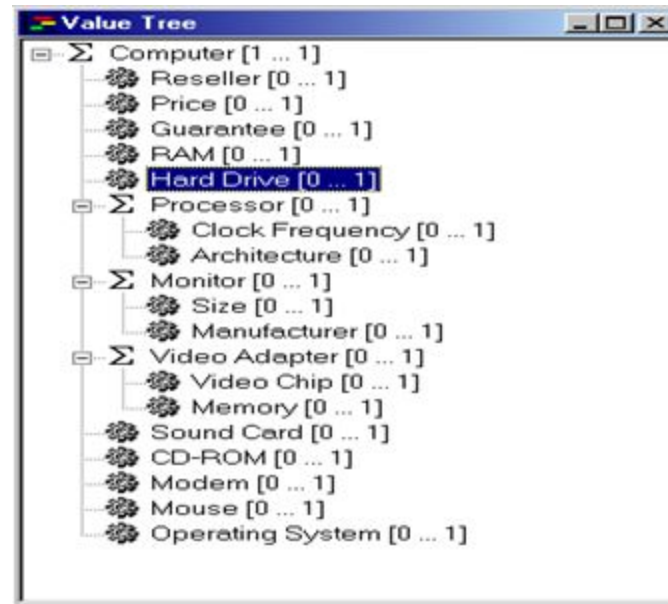 Value Tree
Computer [1 ... 1]
Reseller [0 ... 1]
Price [0 ... 1]
Guarantee [0 ... 1]
RAM [0 ... 1]
Hard Drive [0 ... 1]
Processor [0 ... 1]
Clock Frequency [0 ... 1]
Architecture [0 ... 1]
Monitor [0 ... 1]
Size [0 ... 1]
Manufacturer [0 ... 1]
Video Adapter [0 ... 1]
Video Chip [0 ... 1]
Memory [0 ... 1]
Sound Card [0 ... 1]
CD-ROM [0 ... 1]
Modem [0 ... 1]
Mouse [0 ... 1]
Operating System [0 ... 1]